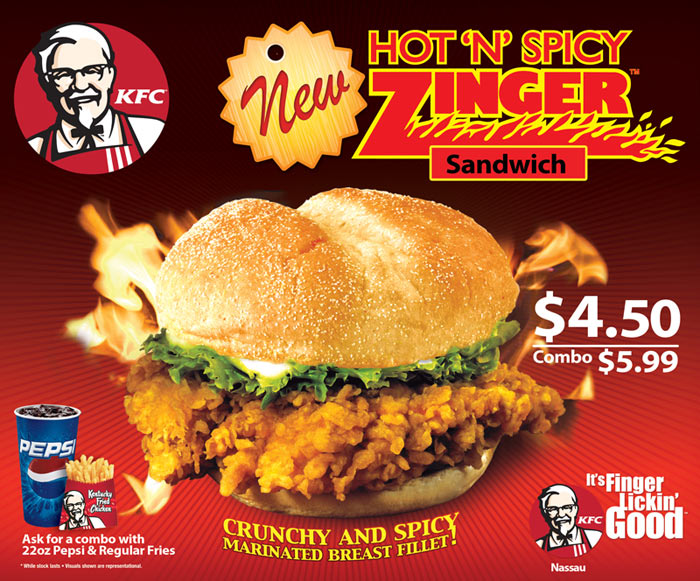 KFC
New
HOT 'N' SPICY
ZINGER™
Sandwich
$4.50
Combo $5.99
PEPSI
Kentucky
Fried
Chicken
Ask for a combo with
22oz Pepsi & Regular Fries
* While stock lasts • Visuals shown are representational.
CRUNCHY AND SPICY
MARINATED BREAST FILLET!
It's Finger
Lickin'
Good™
KFC
Nassau